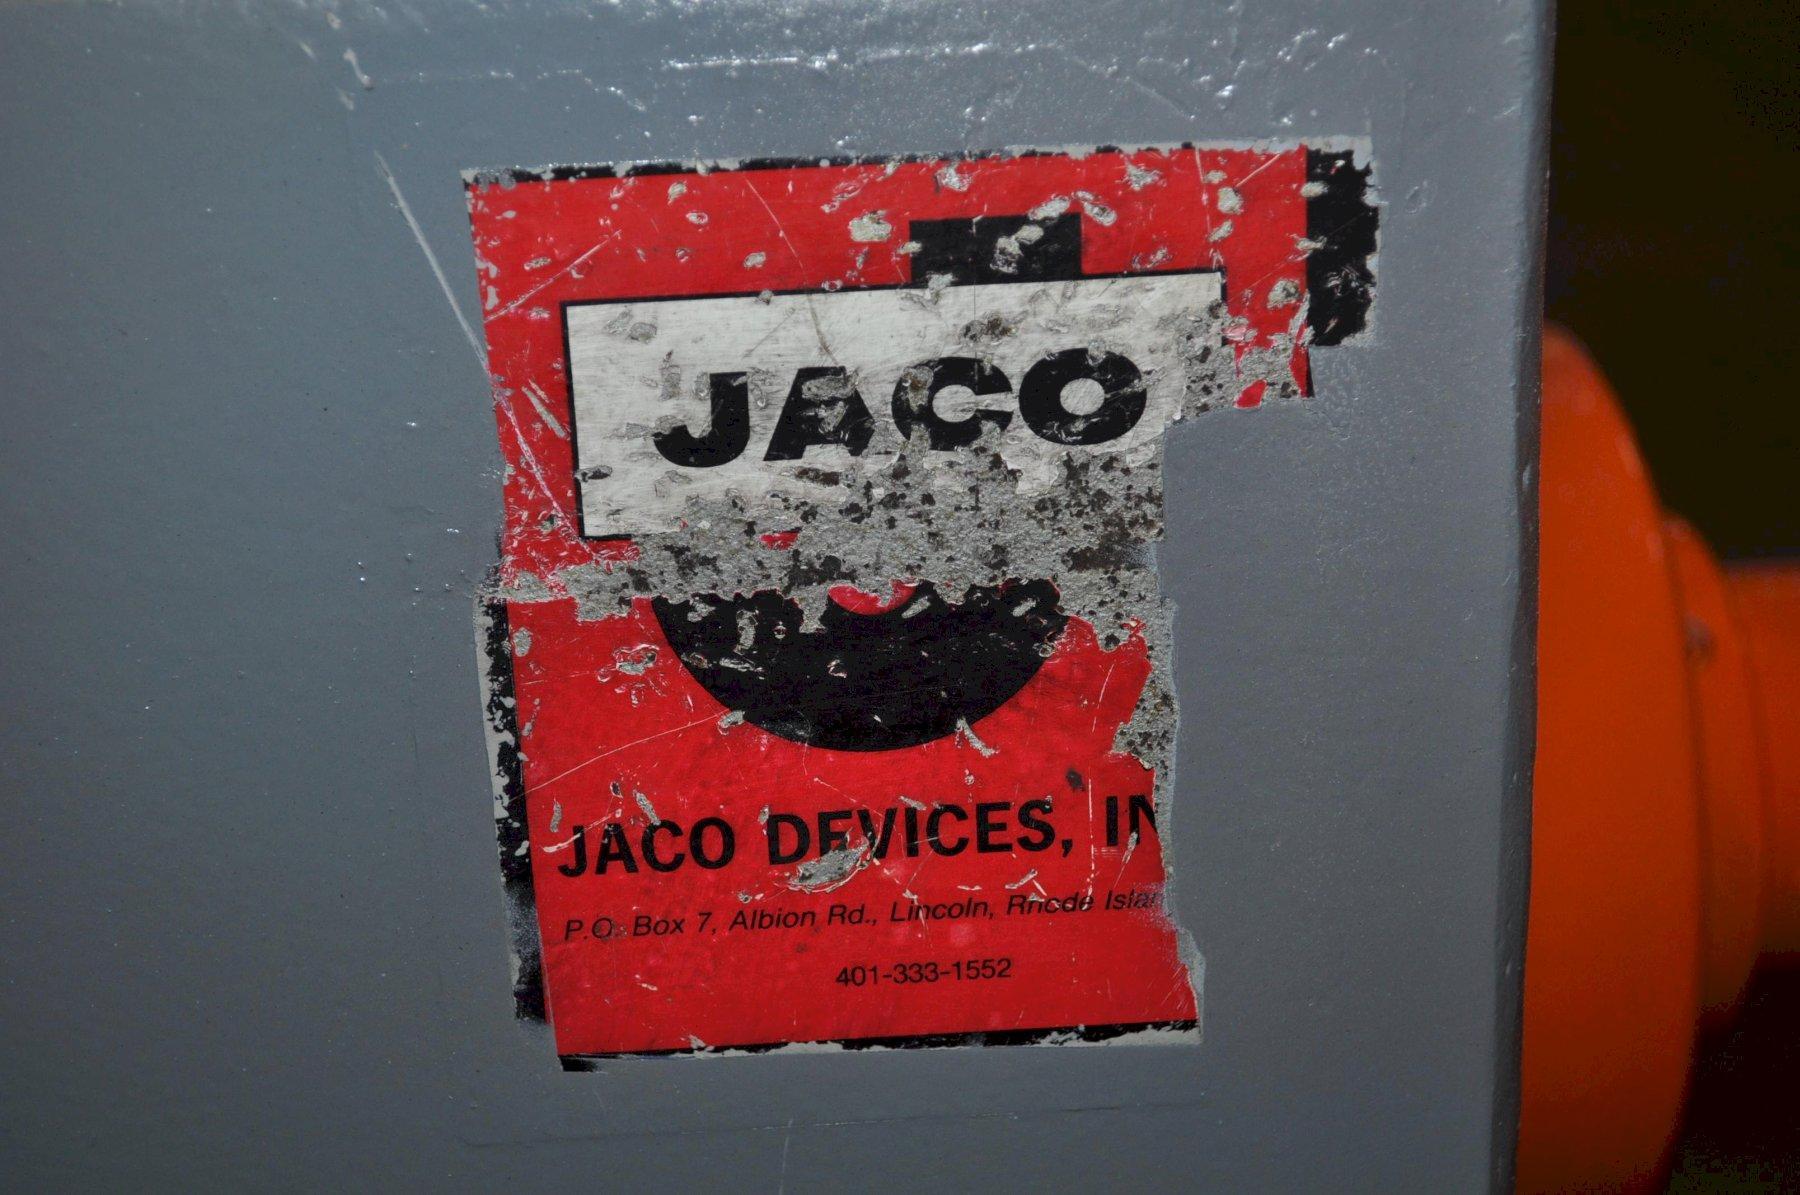 JACO
JACO DEVICES, IN
P.O. Box 7, Albion Rd., Lincoln, Rhode Islan
401-333-1552